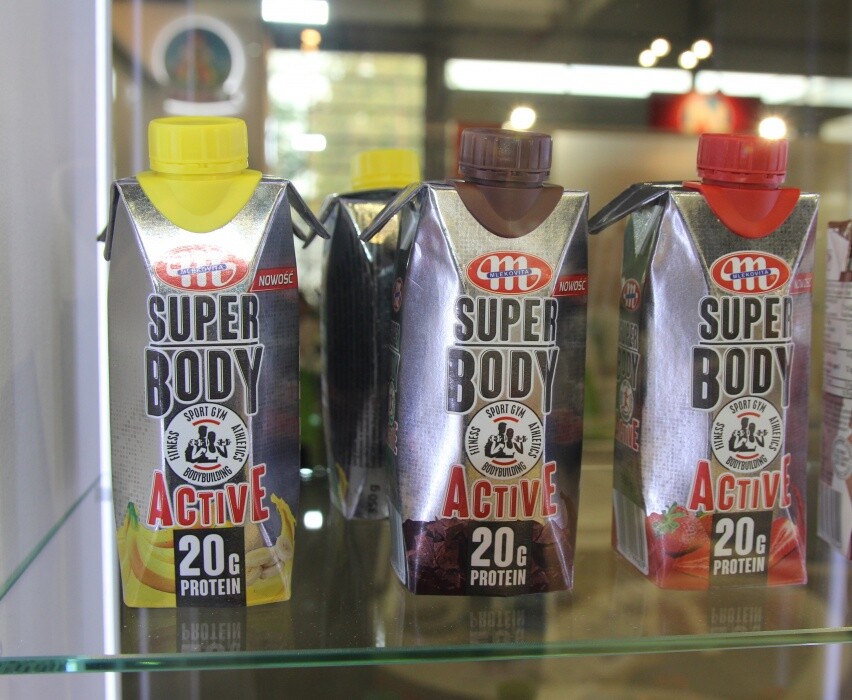 MLEKOVITA
NOWOŚĆ
SUPER
BODY
SPORT GYM
FITNESS
ATHLETICS
BODYBUILDING
ACTIVE
20G
PROTEIN
MLEKOVITA
NOWOŚĆ
SUPER
BODY
SPORT GYM
FITNESS
ATHLETICS
BODYBUILDING
ACTIVE
20G
PROTEIN
MLEKOVITA
SUPER
BODY
SPORT GYM
FITNESS
ATHLETICS
BODYBUILDING
ACTIVE
20G
PROTEIN